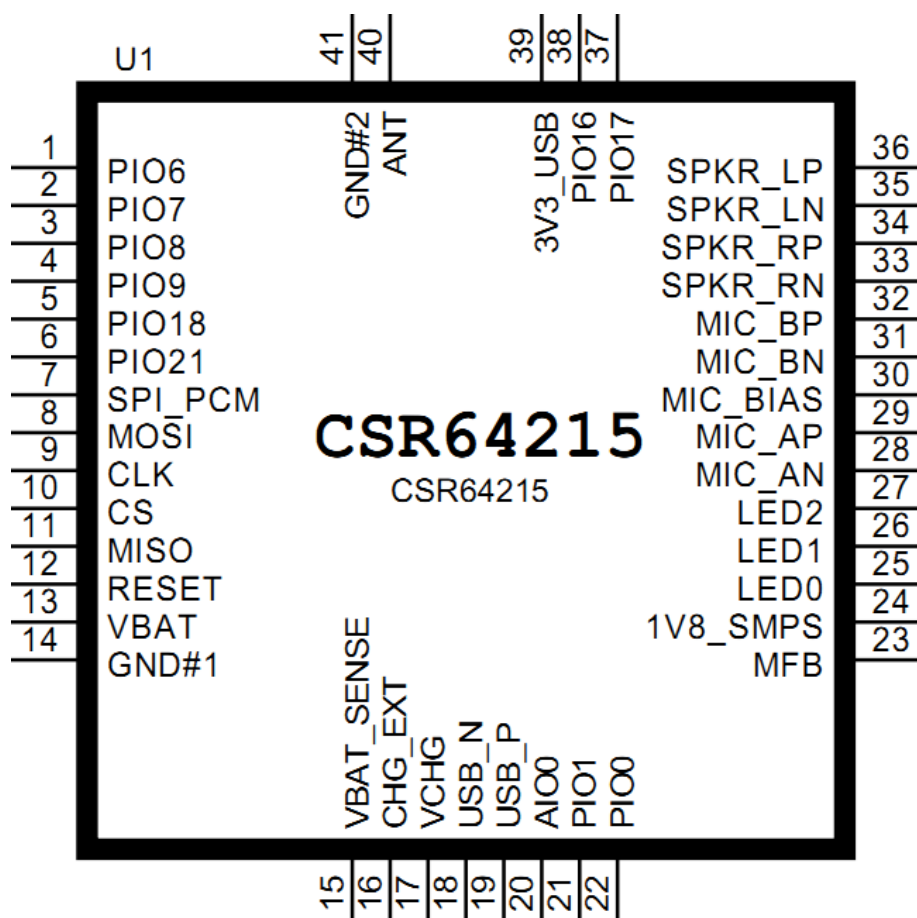 U1
41
40
39
38
37
GND#2
ANT
3V3_USB
PIO16
PIO17
1
PIO6
2
PIO7
3
PIO8
4
PIO9
5
PIO18
6
PIO21
7
SPI_PCM
8
MOSI
9
CLK
10
CS
11
MISO
12
RESET
13
VBAT
14
GND#1
CSR64215
CSR64215
36
SPKR_LP
35
SPKR_LN
34
SPKR_RP
33
SPKR_RN
32
MIC_BP
31
MIC_BN
30
MIC_BIAS
29
MIC_AP
28
MIC_AN
27
LED2
26
LED1
25
LED0
24
1V8_SMPS
23
MFB
VBAT_SENSE
CHG_EXT
VCHG
USB_N
USB_P
AIO0
PIO1
PIO0
15
16
17
18
19
20
21
22